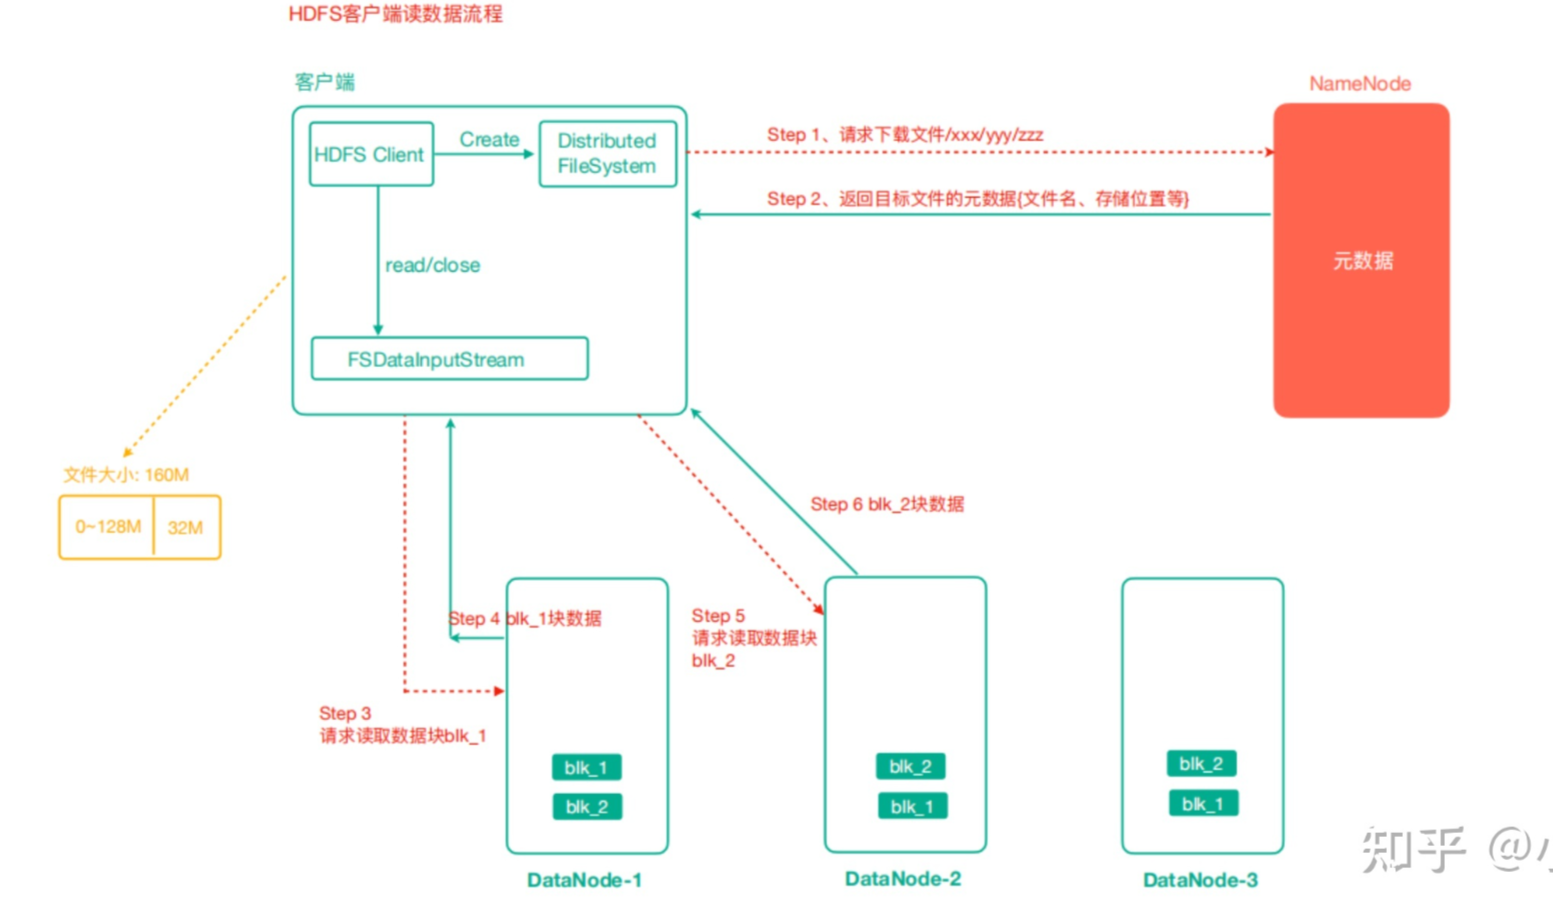 HDFS客户端读数据流程
客户端
NameNode
HDFS Client
Create
Distributed
FileSystem
Step 1、请求下载文件/xxx/yyy/zzz
Step 2、返回目标文件的元数据{文件名、存储位置等}
元数据
read/close
FSDataInputStream
文件大小: 160M
0~128M
32M
Step 6 blk_2块数据
Step 4 blk_1块数据
Step 5
请求读取数据块
blk_2
Step 3
请求读取数据块blk_1
blk_1
blk_2
blk_2
blk_1
blk_2
blk_1
DataNode-1
DataNode-2
DataNode-3
知乎 @小